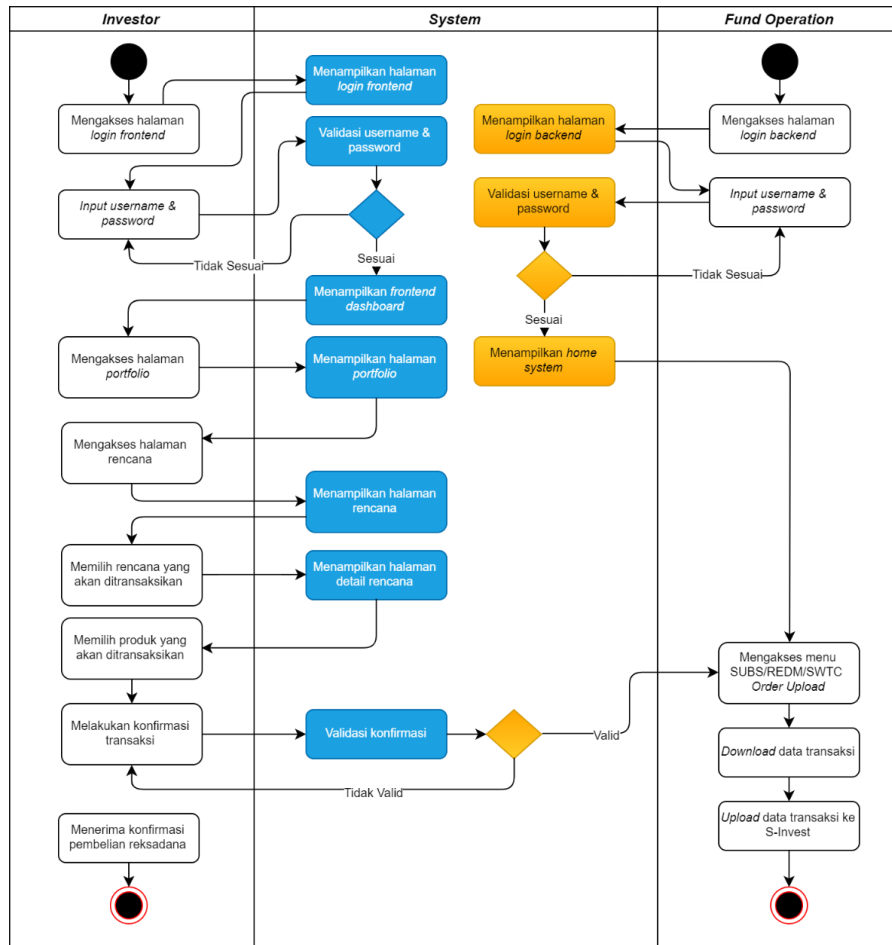 Investor
System
Fund Operation
Menampilkan halaman
login frontend
Mengakses halaman
login frontend
Menampilkan halaman
login backend
Mengakses halaman
login backend
Validasi username &
password
Input username &
password
Validasi username &
password
Input username &
password
Tidak Sesuai
Sesuai
Tidak Sesuai
Sesuai
Menampilkan frontend
dashboard
Mengakses halaman
portfolio
Menampilkan halaman
portfolio
Menampilkan home
system
Mengakses halaman
rencana
Menampilkan halaman
rencana
Memilih rencana yang
akan ditransaksikan
Menampilkan halaman
detail rencana
Memilih produk yang
akan ditransaksikan
Mengakses menu
SUBS/REDM/SWTC
Order Upload
Melakukan konfirmasi
transaksi
Validasi konfirmasi
Valid
Tidak Valid
Download data transaksi
Upload data transaksi ke
S-Invest
Menerima konfirmasi
pembelian reksadana